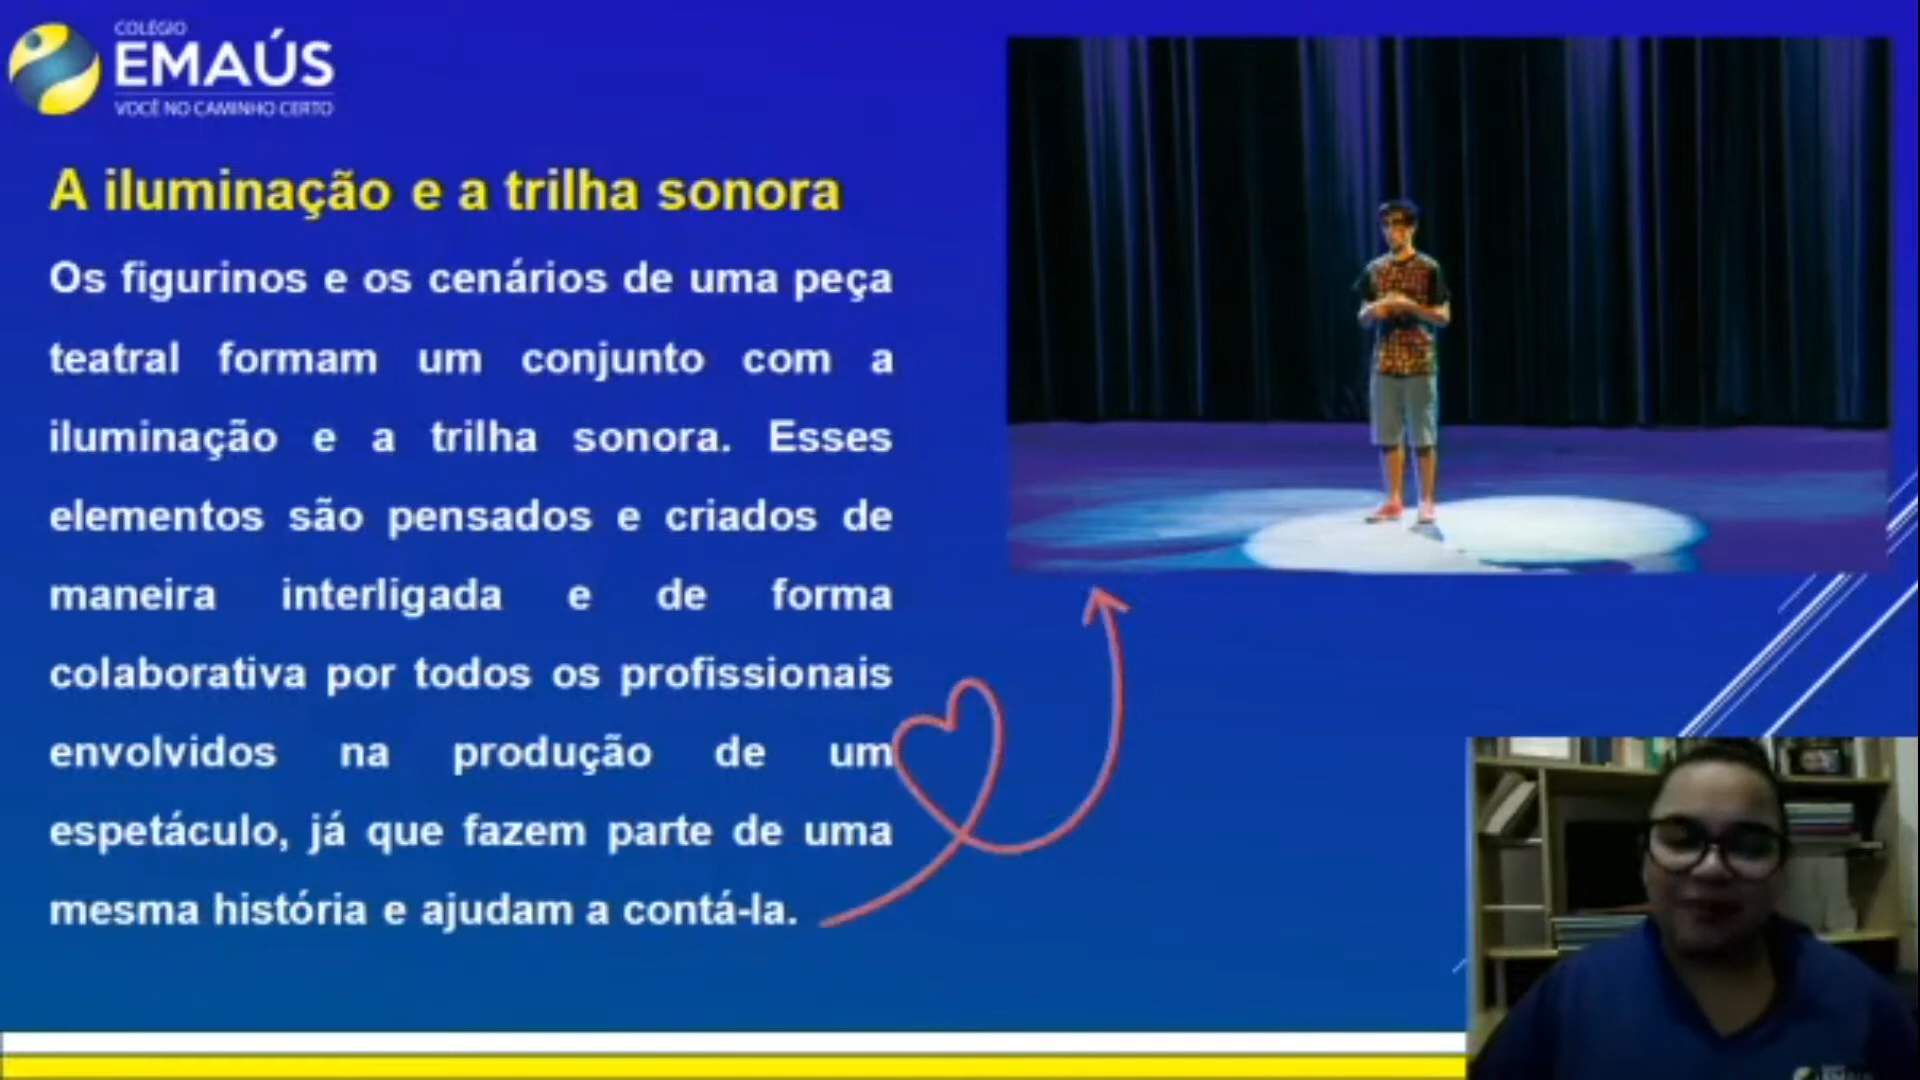 COLÉGIO
EMAÚS
VOCÊ NO CAMINHO CERTO
A iluminação e a trilha sonora
Os figurinos e os cenários de uma peça
teatral formam um conjunto com a
iluminação e a trilha sonora. Esses
elementos são pensados e criados de
maneira interligada e de forma
colaborativa por todos os profissionais
envolvidos na produção de um
espetáculo, já que fazem parte de uma
mesma história e ajudam a contá-la.